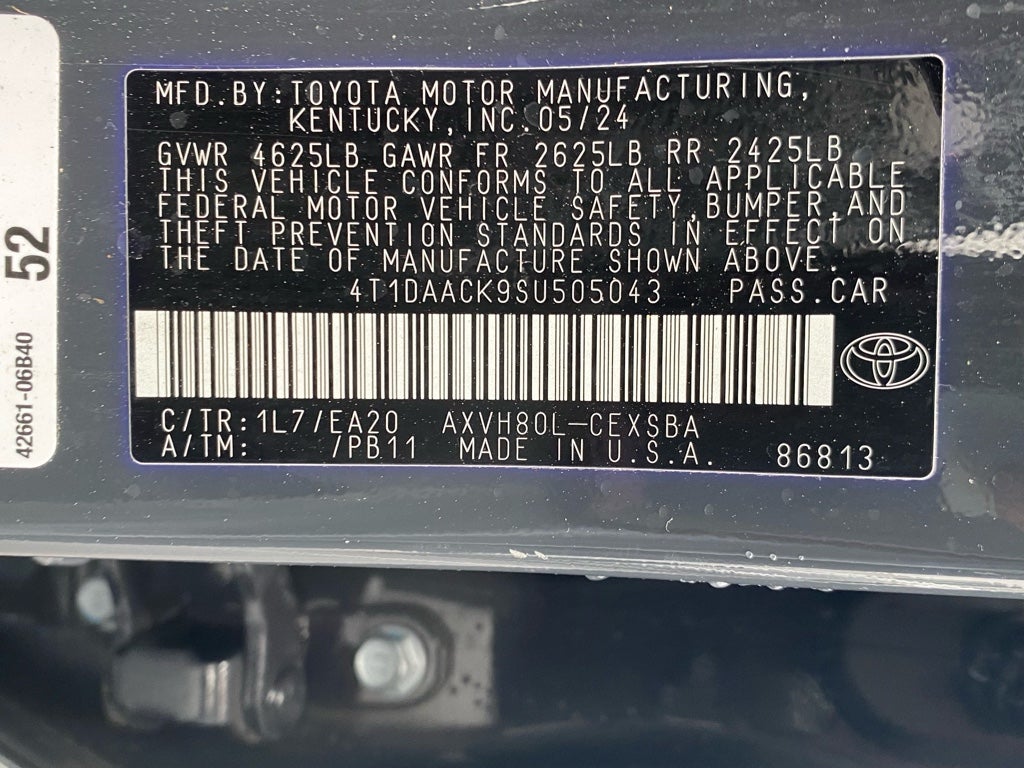 MFD.BY:TOYOTA MOTOR MANUFACTURING,
KENTUCKY,INC.05/24
GVWR 4625LB GAWR FR 2625LB RR 2425LB
THIS VEHICLE CONFORMS TO ALL APPLICABLE
FEDERAL MOTOR VEHICLE SAFETY,BUMPER,AND
THEFT PREVENTION STANDARDS IN EFFECT ON
THE DATE OF MANUFACTURE SHOWN ABOVE.
4T1DAACK9SU505043 PASS.CAR
C/TR:1L7/EA20 AXVH80L-CEXSBA
A/TM: /PB11 MADE IN U.S.A. 86813
52
42661-06B40